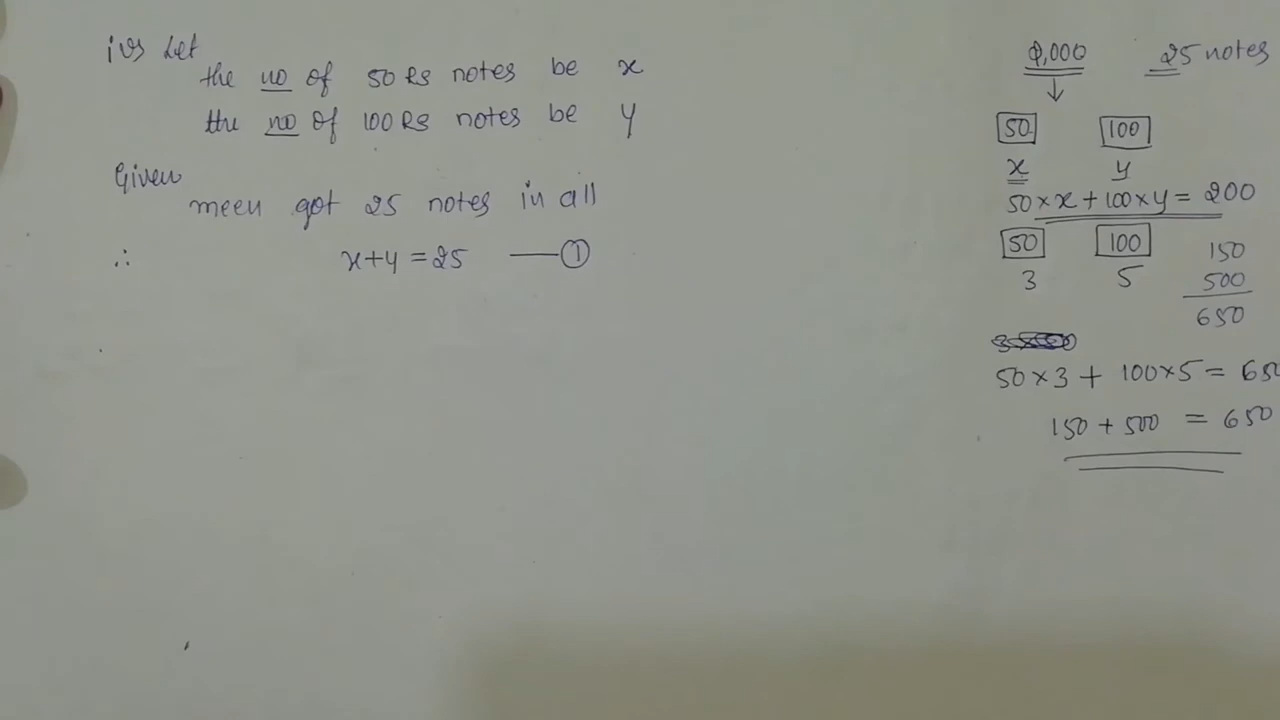 iv) Let
the no of 50 Rs notes be x
the no of 100 Rs notes be y
Given
meen got 25 notes in all
∴ x+y = 25 —①
2,000 25 notes
↓
50 100
x y
50×x + 100×y = 200
50 100
3 5
150
500
650
50×3 + 100×5 = 650
150 + 500 = 650